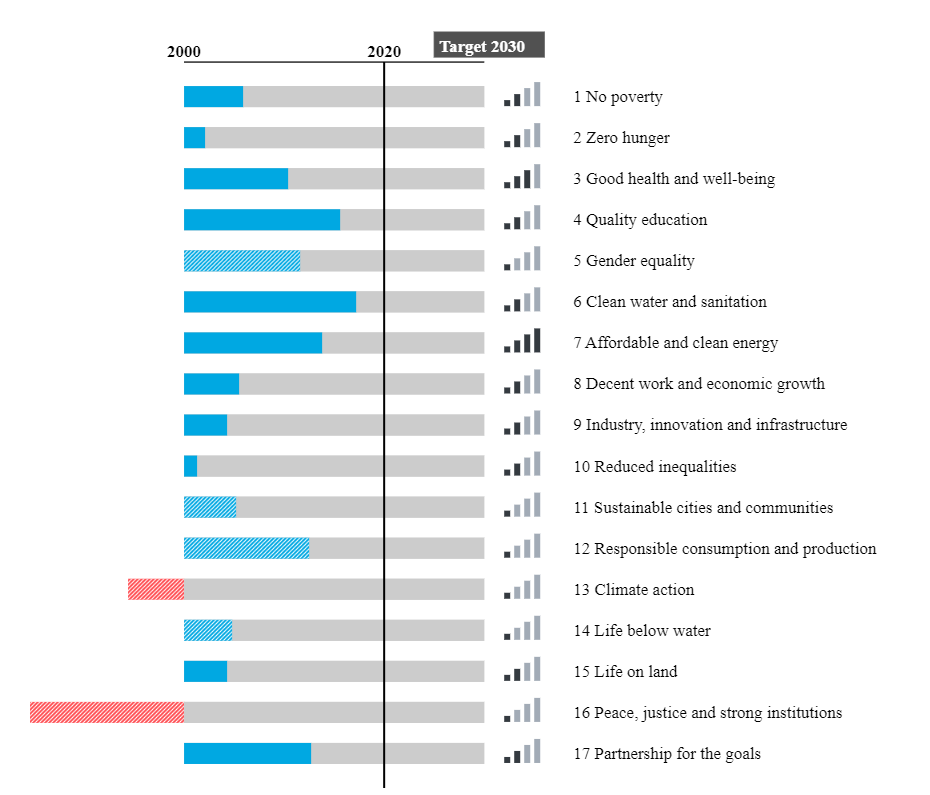 2000 2020 Target 2030
1 No poverty
2 Zero hunger
3 Good health and well-being
4 Quality education
5 Gender equality
6 Clean water and sanitation
7 Affordable and clean energy
8 Decent work and economic growth
9 Industry, innovation and infrastructure
10 Reduced inequalities
11 Sustainable cities and communities
12 Responsible consumption and production
13 Climate action
14 Life below water
15 Life on land
16 Peace, justice and strong institutions
17 Partnership for the goals